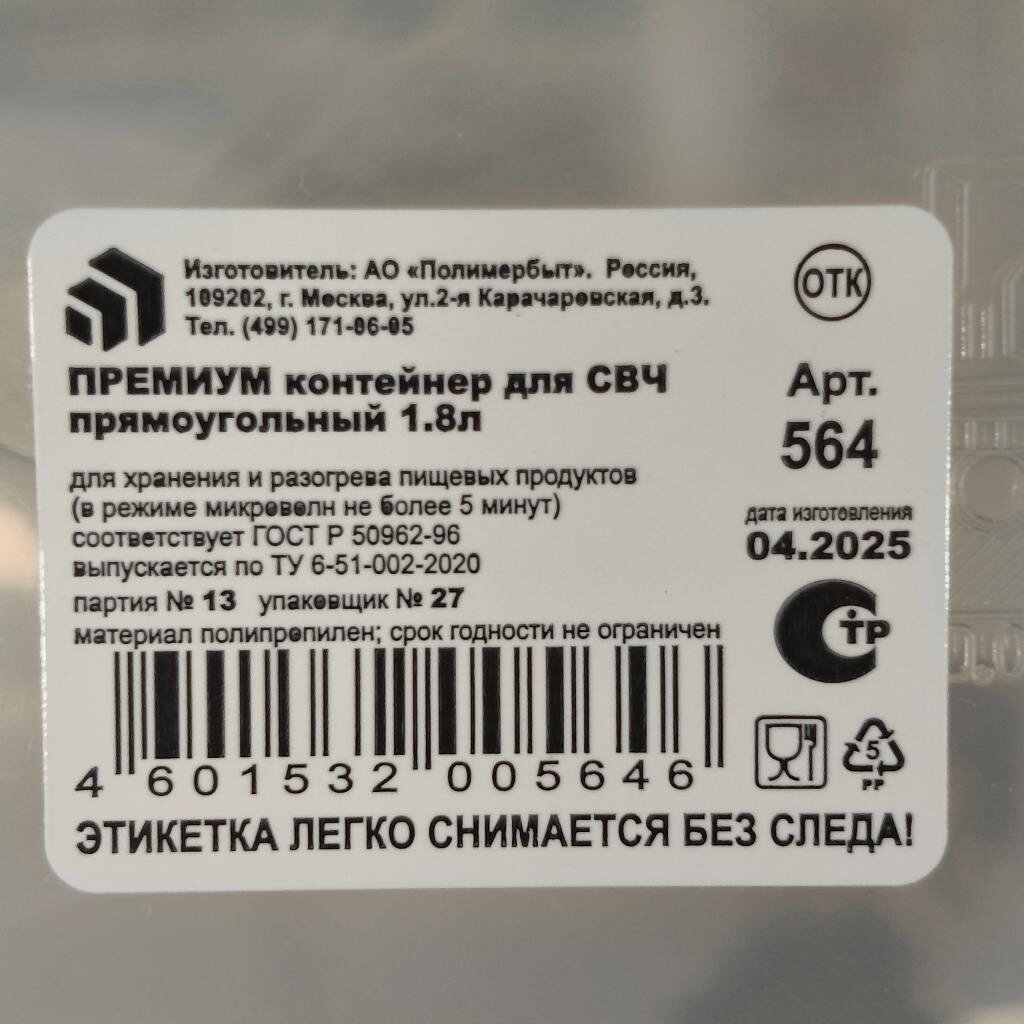 Изготовитель: АО «Полимербыт». Россия,
109202, г. Москва, ул.2-я Карачаровская, д.3.
Тел. (499) 171-06-05
ОТК
ПРЕМИУМ контейнер для СВЧ
прямоугольный 1.8л
Арт.
564
для хранения и разогрева пищевых продуктов
(в режиме микроволн не более 5 минут)
соответствует ГОСТ Р 50962-96
выпускается по ТУ 6-51-002-2020
партия № 13 упаковщик № 27
материал полипропилен; срок годности не ограничен
дата изготовления
04.2025
СТР
4 601532 005646
5
PP
ЭТИКЕТКА ЛЕГКО СНИМАЕТСЯ БЕЗ СЛЕДА!